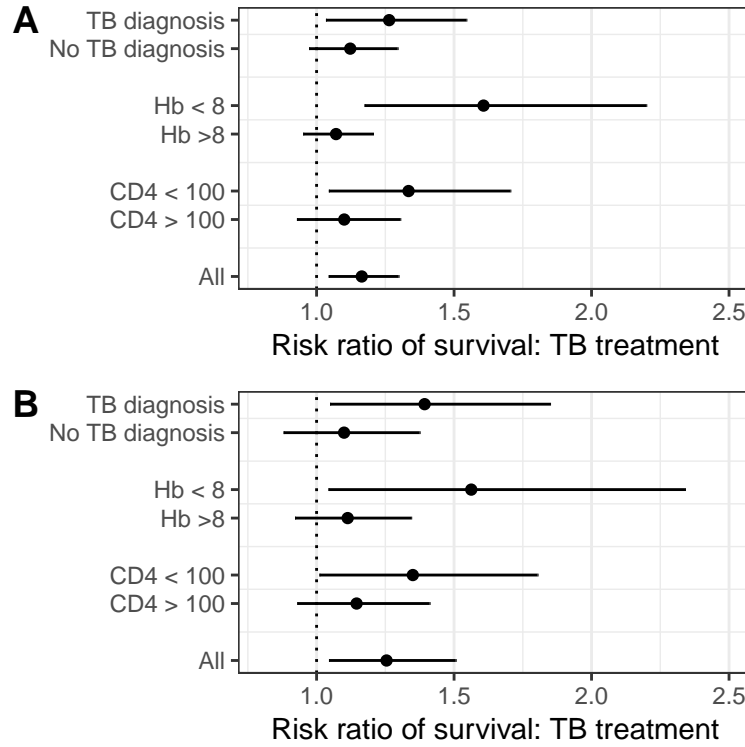 A
TB diagnosis
No TB diagnosis
Hb < 8
Hb >8
CD4 < 100
CD4 > 100
All
1.0 1.5 2.0 2.5
Risk ratio of survival: TB treatment
B
TB diagnosis
No TB diagnosis
Hb < 8
Hb >8
CD4 < 100
CD4 > 100
All
1.0 1.5 2.0 2.5
Risk ratio of survival: TB treatment